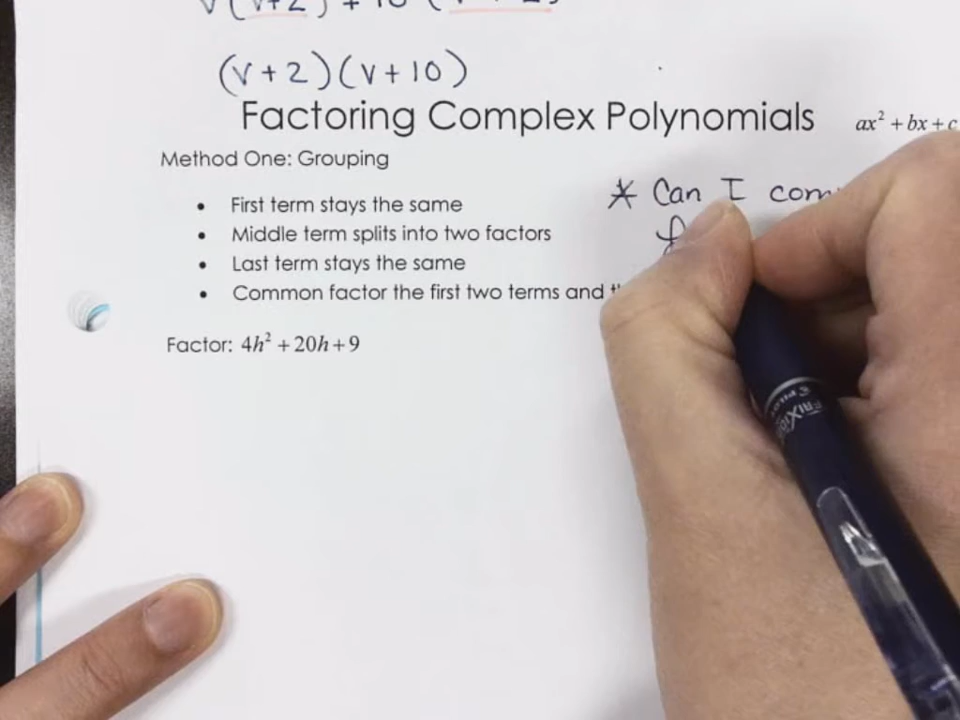 (v+2)(v+10)
Factoring Complex Polynomials ax² + bx + c
Method One: Grouping
• First term stays the same
* Can I com
• Middle term splits into two factors
• Last term stays the same
• Common factor the first two terms and
Factor: 4h² + 20h + 9
FRIXION
PILOT